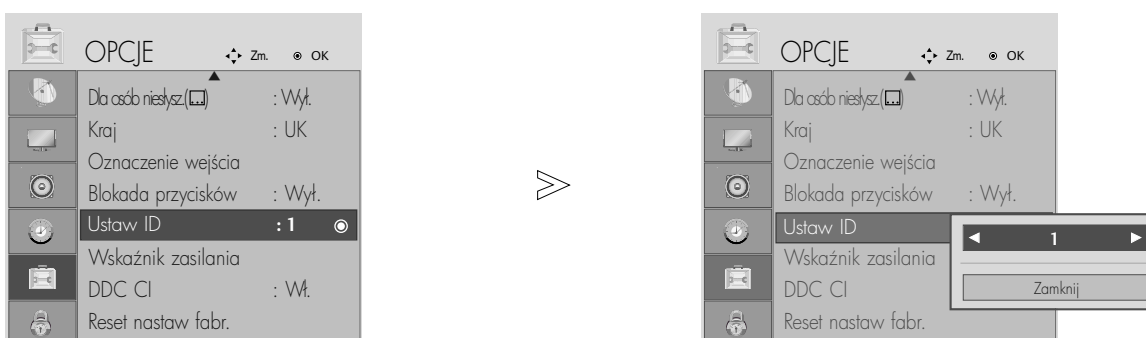 OPCJE Zm. OK
Dla osób niesłysz.( ) : Wył.
Kraj : UK
Oznaczenie wejścia
Blokada przycisków : Wył.
Ustaw ID : 1
Wskaźnik zasilania
DDC CI : Wł.
Reset nastaw fabr.
OPCJE Zm. OK
Dla osób niesłysz.( ) : Wył.
Kraj : UK
Oznaczenie wejścia
Blokada przycisków : Wył.
Ustaw ID
◄ 1 ►
Wskaźnik zasilania
DDC CI
Zamknij
Reset nastaw fabr.